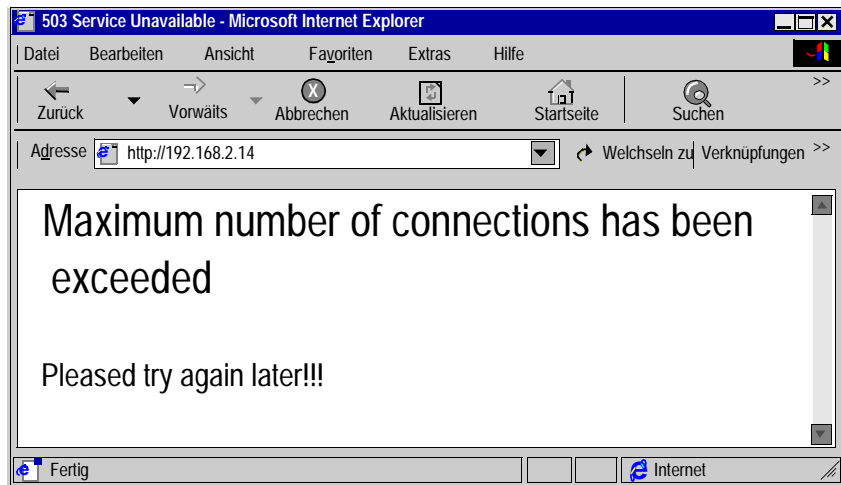 503 Service Unavailable - Microsoft Internet Explorer
Datei Bearbeiten Ansicht Favoriten Extras Hilfe
Zurück Vorwäits Abbrechen Aktualisieren Startseite Suchen >>
Adresse http://192.168.2.14 Welchseln zu Verknüpfungen >>
Maximum number of connections has been
exceeded
Pleased try again later!!!
Fertig Internet